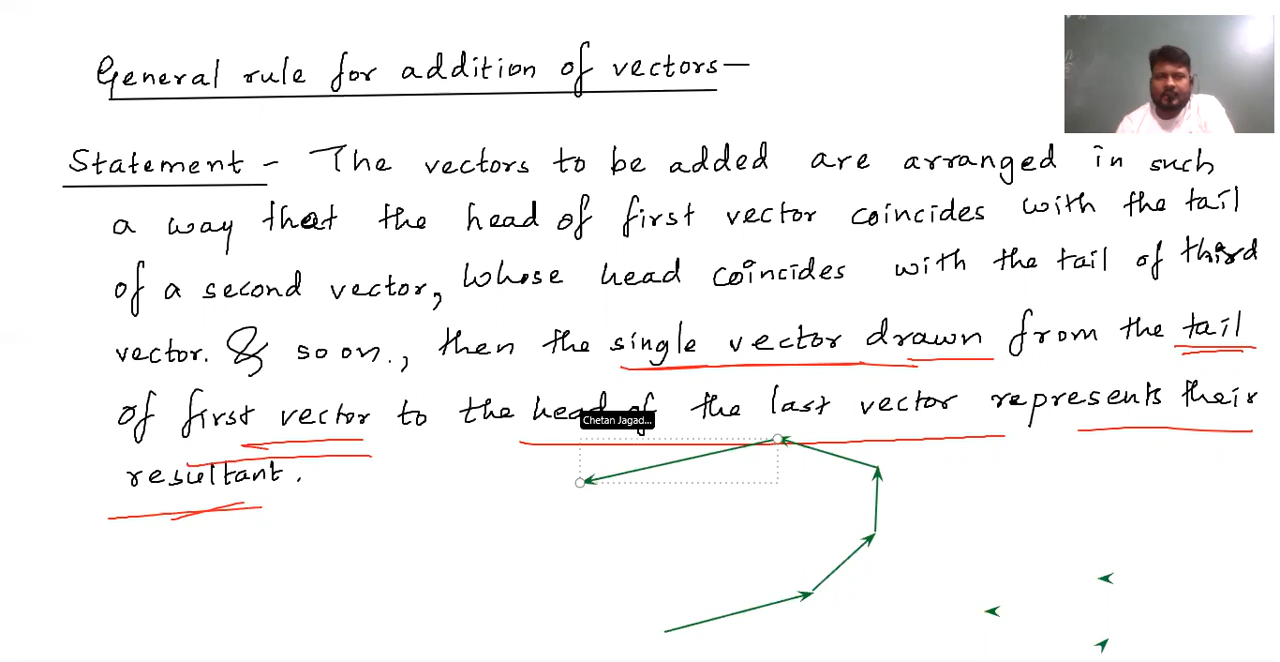 General rule for addition of vectors—
Statement - The vectors to be added are arranged in such
a way that the head of first vector coincides with the tail
of a second vector, whose head coincides with the tail of third
vector. & so on., then the single vector drawn from the tail
of first vector to the head of the last vector represents their
Chetan Jagad...
resultant.